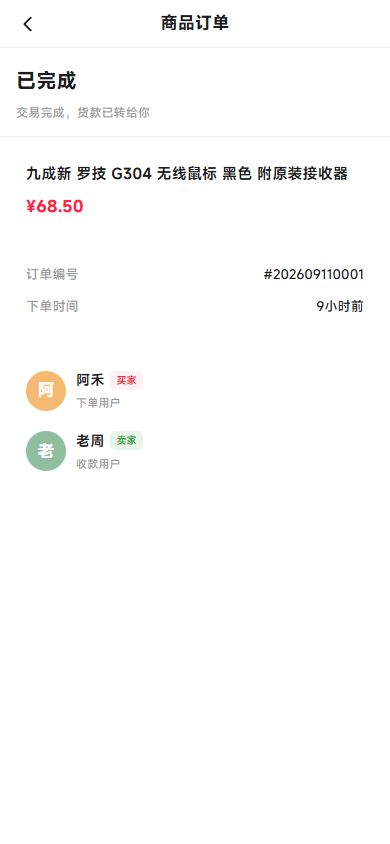 商品订单
已完成
交易完成，货款已转给你
九成新 罗技 G304 无线鼠标 黑色 附原装接收器
¥68.50
订单编号 #202609110001
下单时间 9小时前
阿
阿禾 买家
下单用户
老
老周 卖家
收款用户